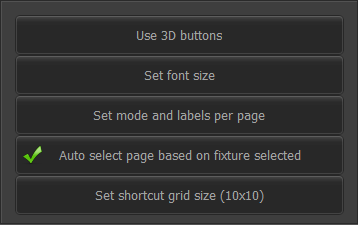 Use 3D buttons
Set font size
Set mode and labels per page
Auto select page based on fixture selected
Set shortcut grid size (10x10)